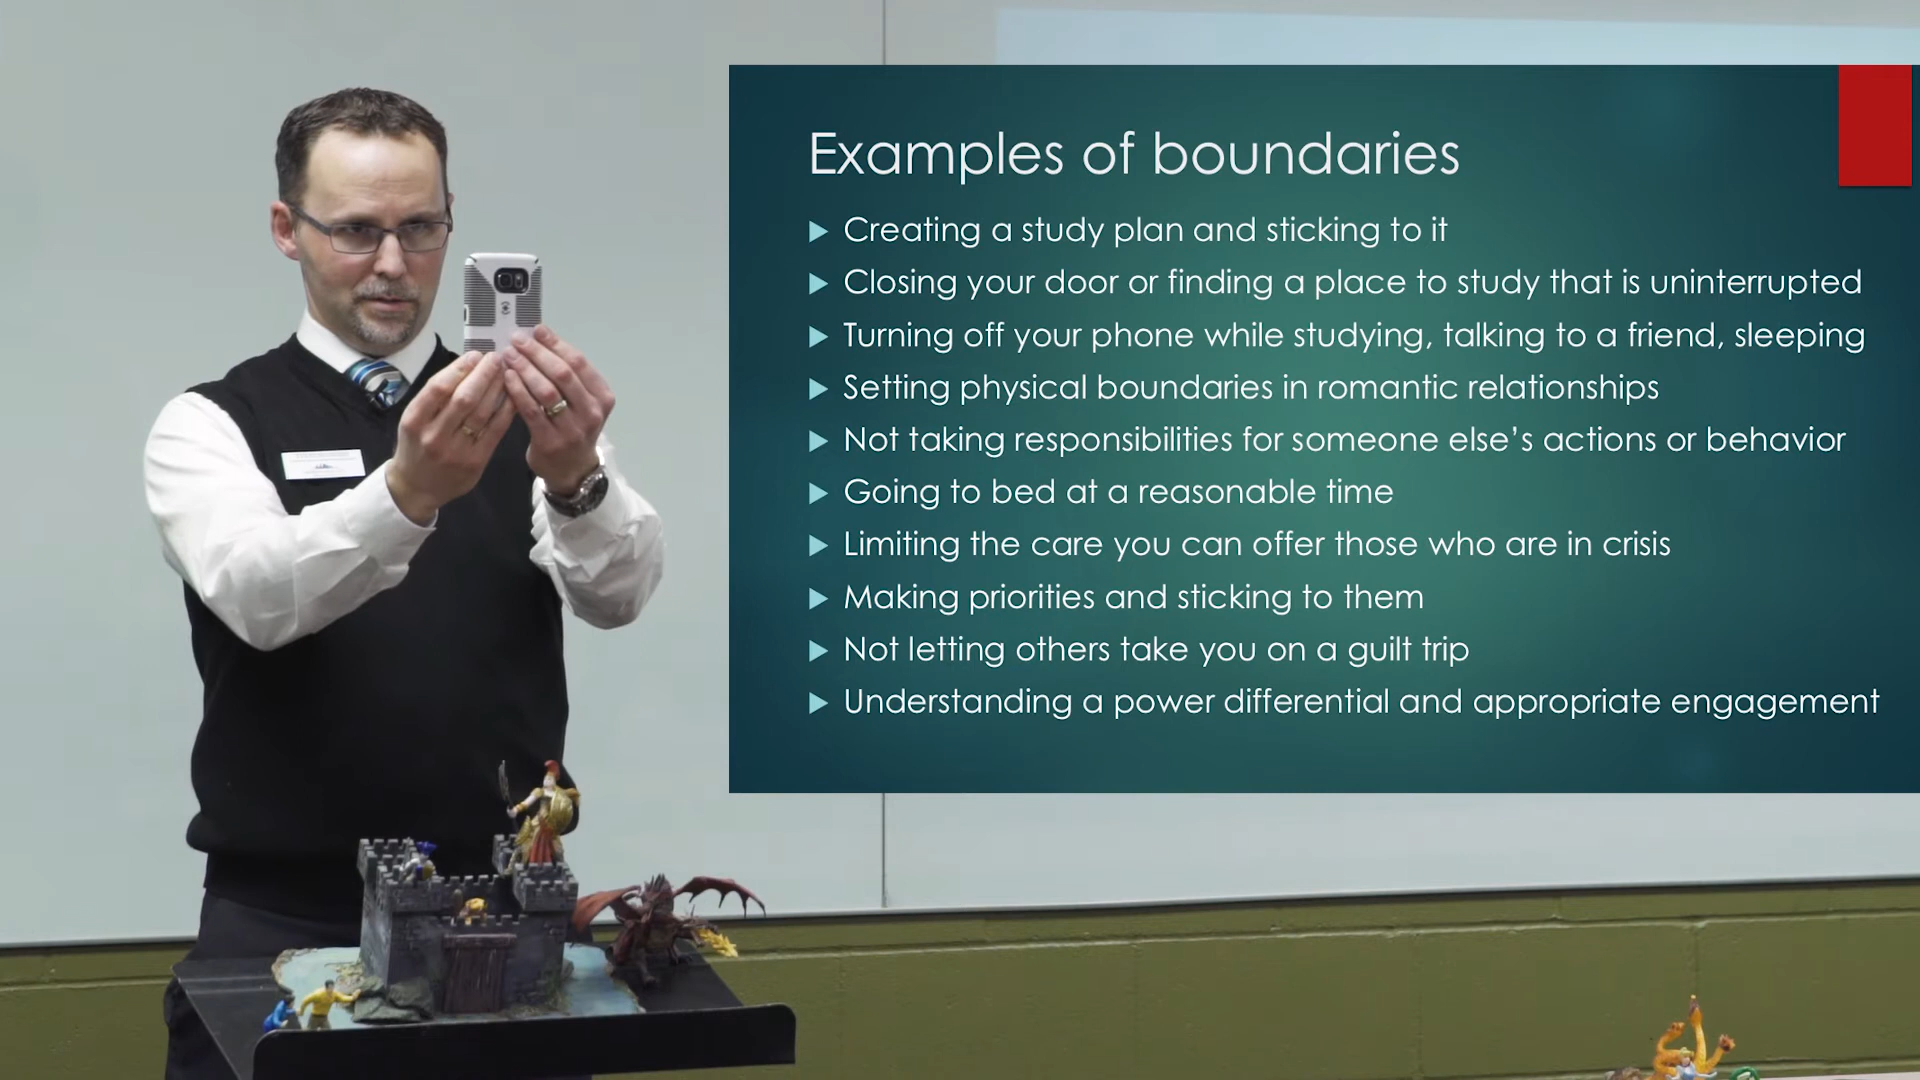 Examples of boundaries
Creating a study plan and sticking to it
Closing your door or finding a place to study that is uninterrupted
Turning off your phone while studying, talking to a friend, sleeping
Setting physical boundaries in romantic relationships
Not taking responsibilities for someone else's actions or behavior
Going to bed at a reasonable time
Limiting the care you can offer those who are in crisis
Making priorities and sticking to them
Not letting others take you on a guilt trip
Understanding a power differential and appropriate engagement